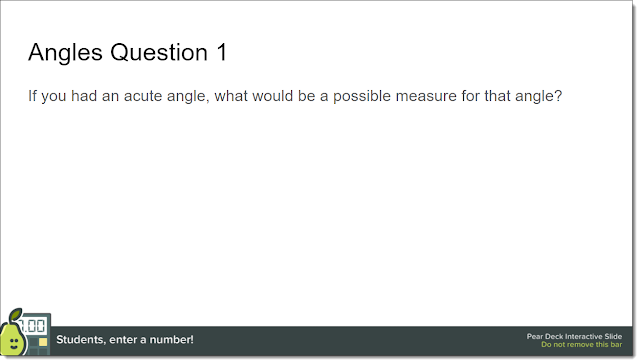 Angles Question 1
If you had an acute angle, what would be a possible measure for that angle?
.00
Students, enter a number!
Pear Deck Interactive Slide
Do not remove this bar